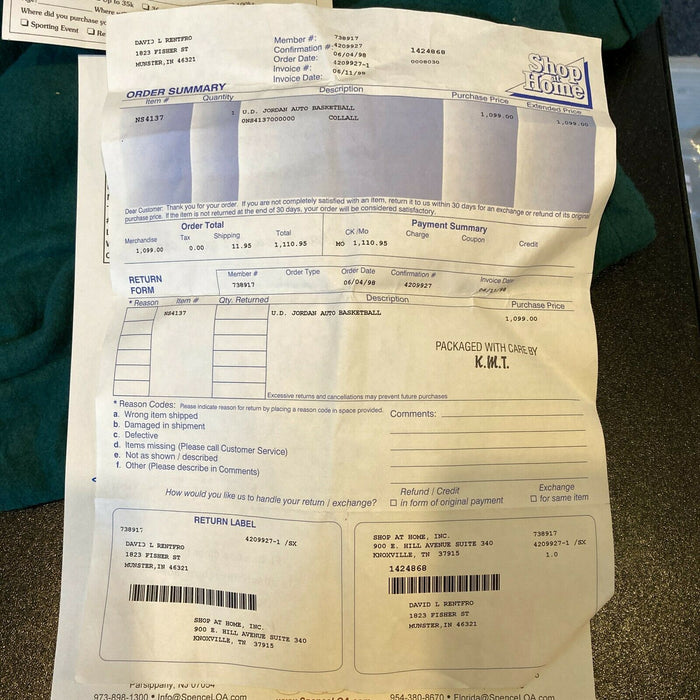 Up to 35k
Where did you purchase yo
Sporting Event
DAVID L RENTFRO
1823 FISHER ST
MUNSTER, IN 46321
Member #: 738917
Confirmation #: 4209927
Order Date: 06/04/98
Invoice #: 4209927-1
Invoice Date:
1424868
0008030
Shop at Home
ORDER SUMMARY
Item # Quantity Description Purchase Price Extended Price
NS4137 1 U.D. JORDAN AUTO BASKETBALL 1,099.00 1,099.00
0NS4137000000 COLLALL
Dear Customer: Thank you for your order. If you are not completely satisfied with an item, return it to us within 30 days for an exchange or refund of its original
purchase price. If the item is not returned at the end of 30 days, your order will be considered satisfactory.
Order Total Payment Summary
Merchandise Tax Shipping Total CK/Mo Charge Coupon Credit
1,099.00 0.00 11.95 1,110.95 MO 1,110.95
RETURN FORM
Member # Order Type Order Date Confirmation # Invoice Date
738917 06/04/98 4209927
* Reason Item # Qty. Returned Description Purchase Price
NS4137 U.D. JORDAN AUTO BASKETBALL 1,099.00
PACKAGED WITH CARE BY
K.M.T.
Excessive returns and cancellations may prevent future purchases
* Reason Codes: Please indicate reason for return by placing a reason code in space provided.
a. Wrong item shipped
b. Damaged in shipment
c. Defective
d. Items missing (Please call Customer Service)
e. Not as shown / described
f. Other (Please describe in Comments)
Comments:
How would you like us to handle your return / exchange?
Refund / Credit
in form of original payment
Exchange
for same item
RETURN LABEL
738917
4209927-1 /SX
DAVID L RENTFRO
1823 FISHER ST
MUNSTER, IN 46321
SHOP AT HOME, INC.
900 E. HILL AVENUE SUITE 340
KNOXVILLE, TN 37915
SHOP AT HOME, INC.
900 E. HILL AVENUE SUITE 340
KNOXVILLE, TN 37915
738917
4209927-1 /SX
1.0
1424868
DAVID L RENTFRO
1823 FISHER ST
MUNSTER, IN 46321
Parsippany, NJ 07054
973-898-1300 • Info@SpenceLOA.com
www.SpenceLOA.com
954-380-8670 • Florida@SpenceLOA.com